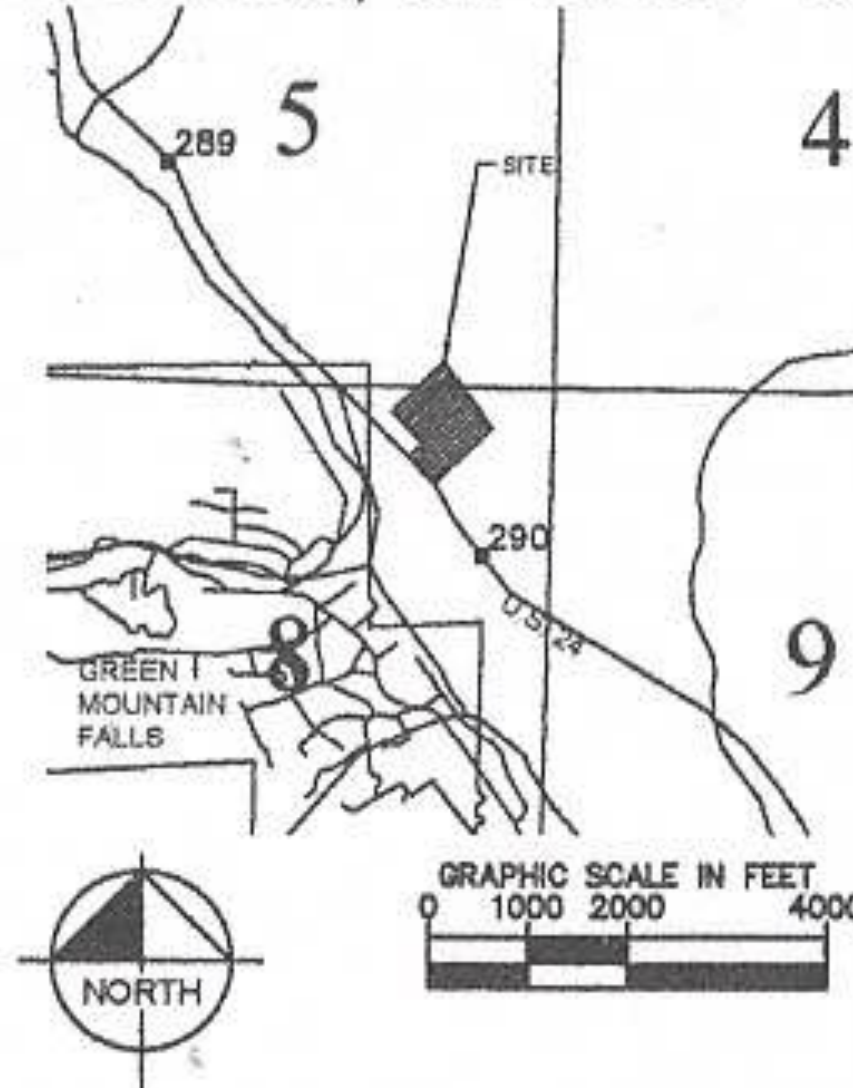 5
4
289
SITE
290
U.S. 24
8
9
GREEN
MOUNTAIN
FALLS
NORTH
GRAPHIC SCALE IN FEET
0 1000 2000 4000